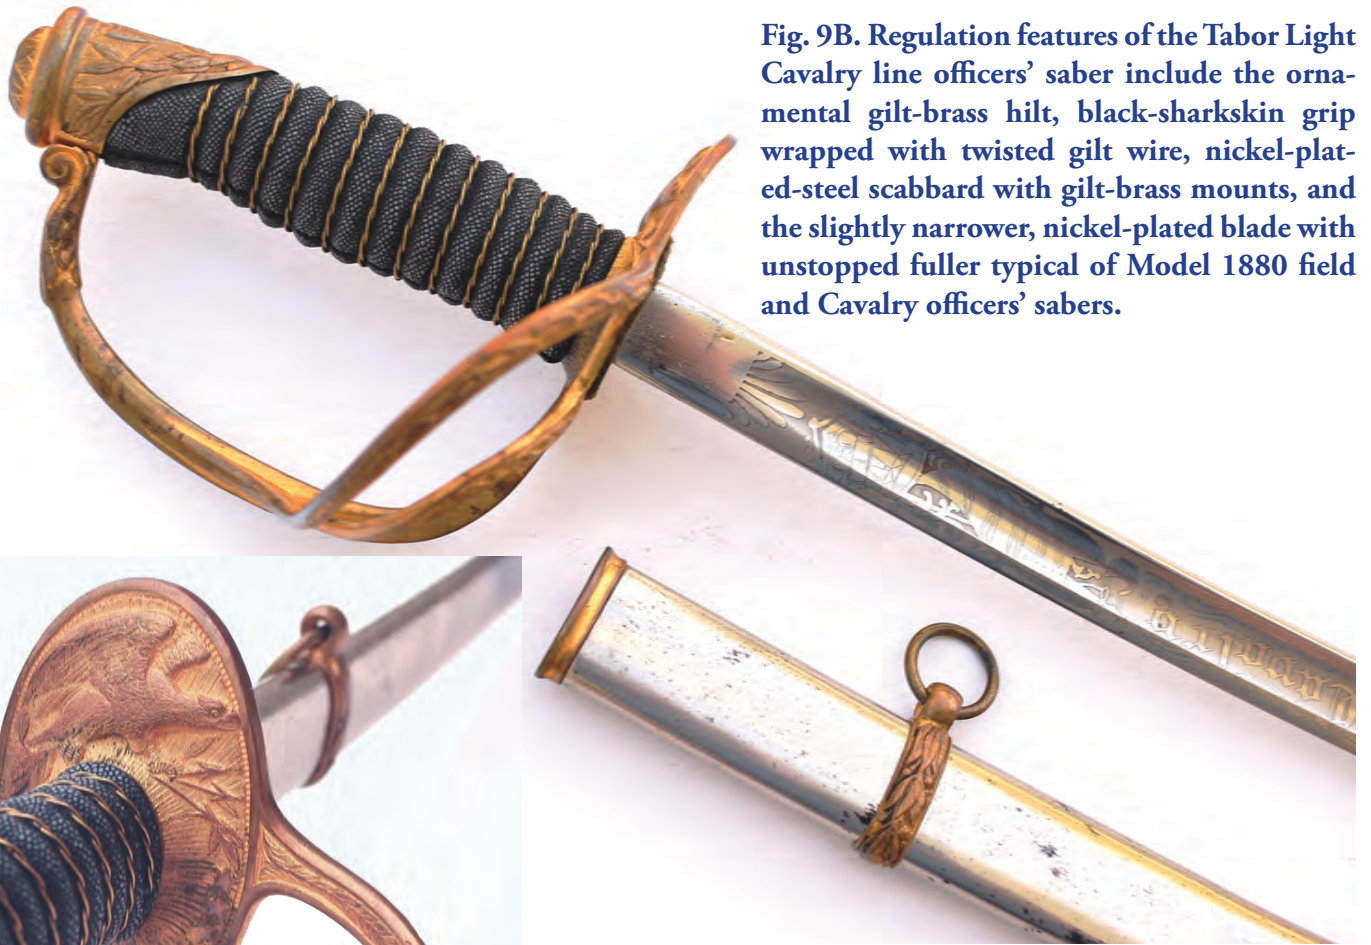 Fig. 9B. Regulation features of the Tabor Light
Cavalry line officers’ saber include the orna-
mental gilt-brass hilt, black-sharkskin grip
wrapped with twisted gilt wire, nickel-plat-
ed-steel scabbard with gilt-brass mounts, and
the slightly narrower, nickel-plated blade with
unstopped fuller typical of Model 1880 field
and Cavalry officers’ sabers.